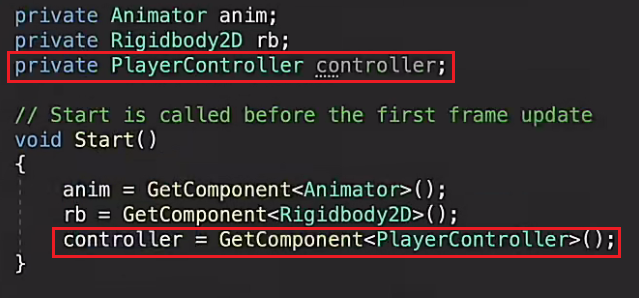 private Animator anim;
private Rigidbody2D rb;
private PlayerController controller;
// Start is called before the first frame update
void Start()
{
anim = GetComponent<Animator>();
rb = GetComponent<Rigidbody2D>();
controller = GetComponent<PlayerController>();
}